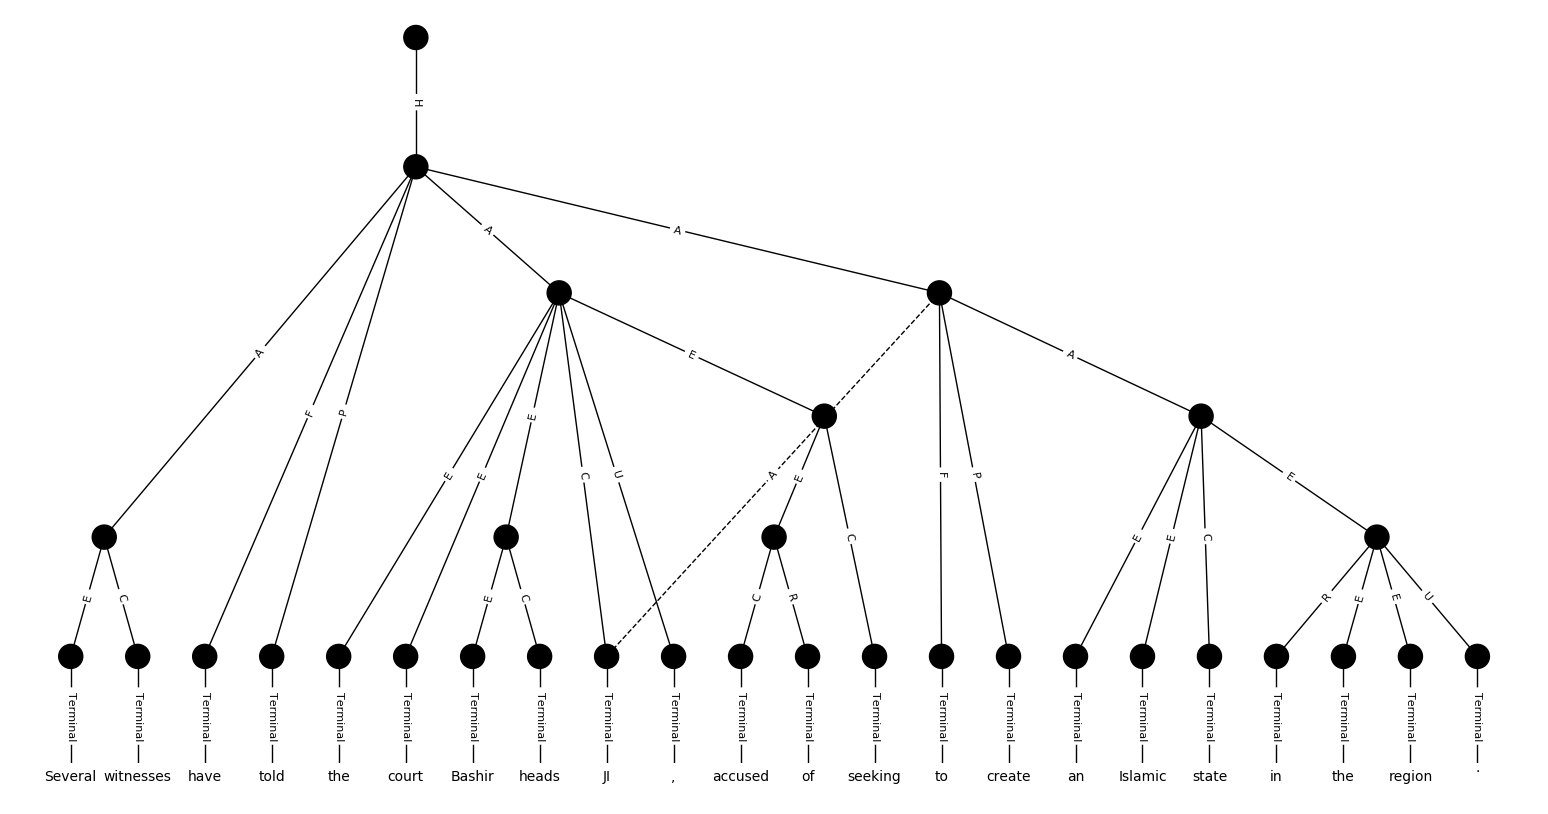 H
A A
A E A
F P E
E E C U A E F P E
E E C
C
E C E C C R R E E U
Terminal Terminal Terminal Terminal Terminal Terminal Terminal Terminal Terminal Terminal Terminal Terminal Terminal Terminal Terminal Terminal Terminal Terminal Terminal Terminal Terminal Terminal
Several witnesses have told the court Bashir heads JI , accused of seeking to create an Islamic state in the region .